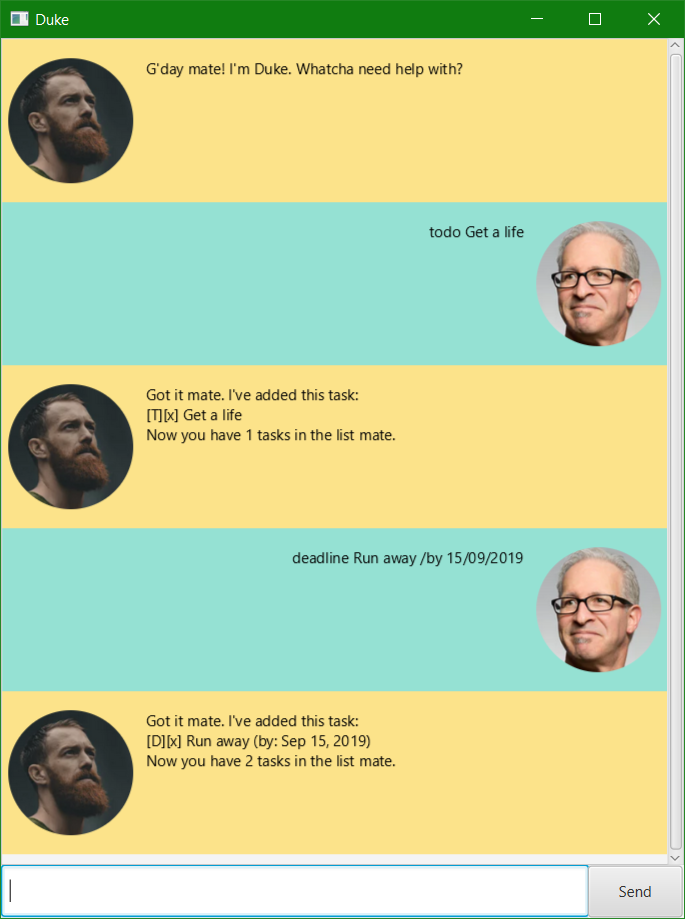 Duke
G'day mate! I'm Duke. Whatcha need help with?
todo Get a life
Got it mate. I've added this task:
[T][x] Get a life
Now you have 1 tasks in the list mate.
deadline Run away /by 15/09/2019
Got it mate. I've added this task:
[D][x] Run away (by: Sep 15, 2019)
Now you have 2 tasks in the list mate.
Send